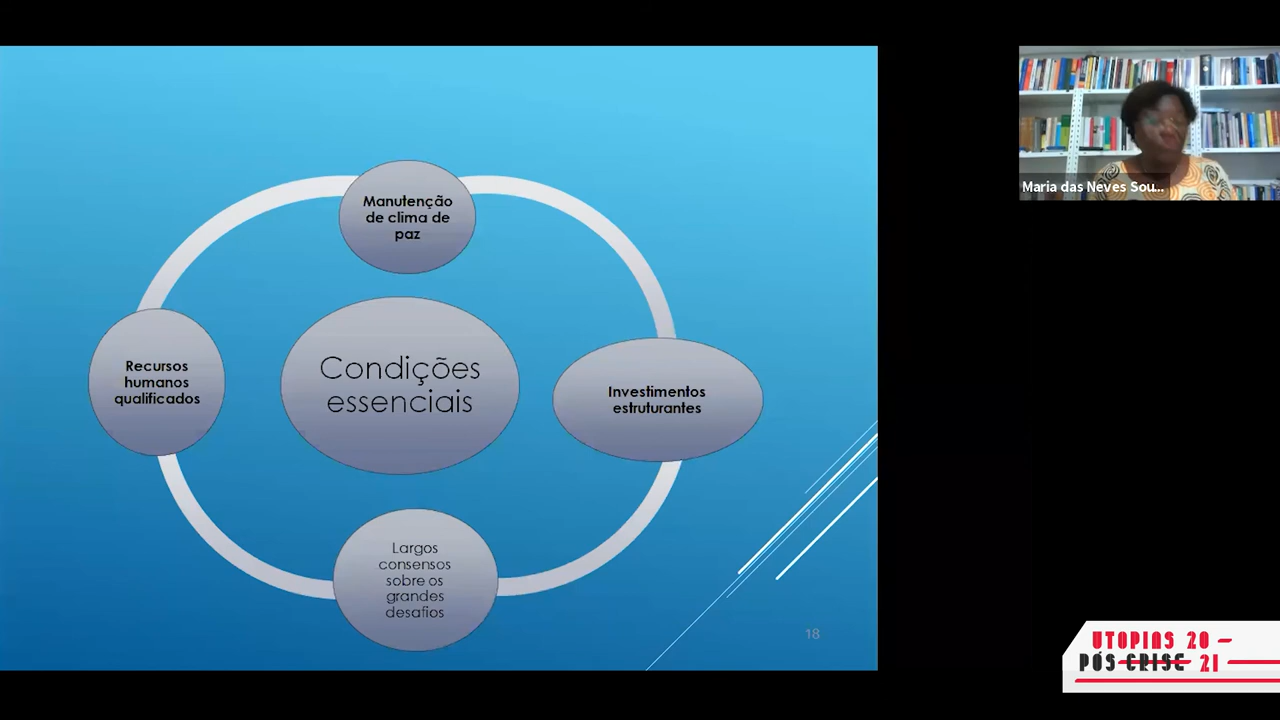 Manutenção
de clima de
paz
Recursos
humanos
qualificados
Condições
essenciais
Investimentos
estruturantes
Largos
consensos
sobre os
grandes
desafios
18
Maria das Neves Sou...
UTOPIAS 20 –
PÓS CRISE 21